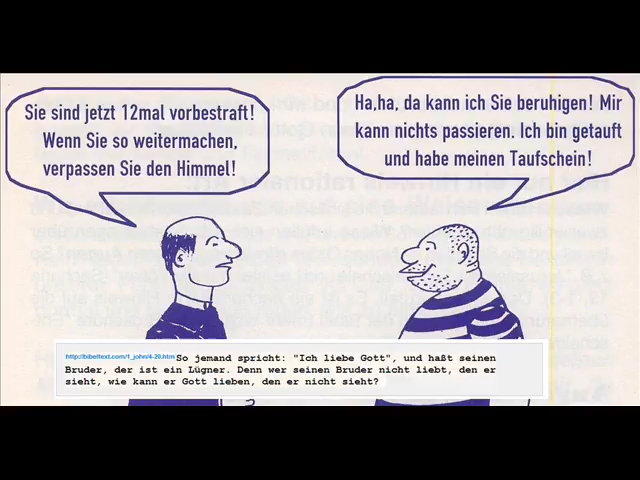 Sie sind jetzt 12mal vorbestraft!
Wenn Sie so weitermachen,
verpassen Sie den Himmel!
Ha,ha, da kann ich Sie beruhigen! Mir
kann nichts passieren. Ich bin getauft
und habe meinen Taufschein!
http://bibeltext.com/1_john/4-20.htm So jemand spricht: "Ich liebe Gott", und haßt seinen
Bruder, der ist ein Lügner. Denn wer seinen Bruder nicht liebt, den er
sieht, wie kann er Gott lieben, den er nicht sieht?